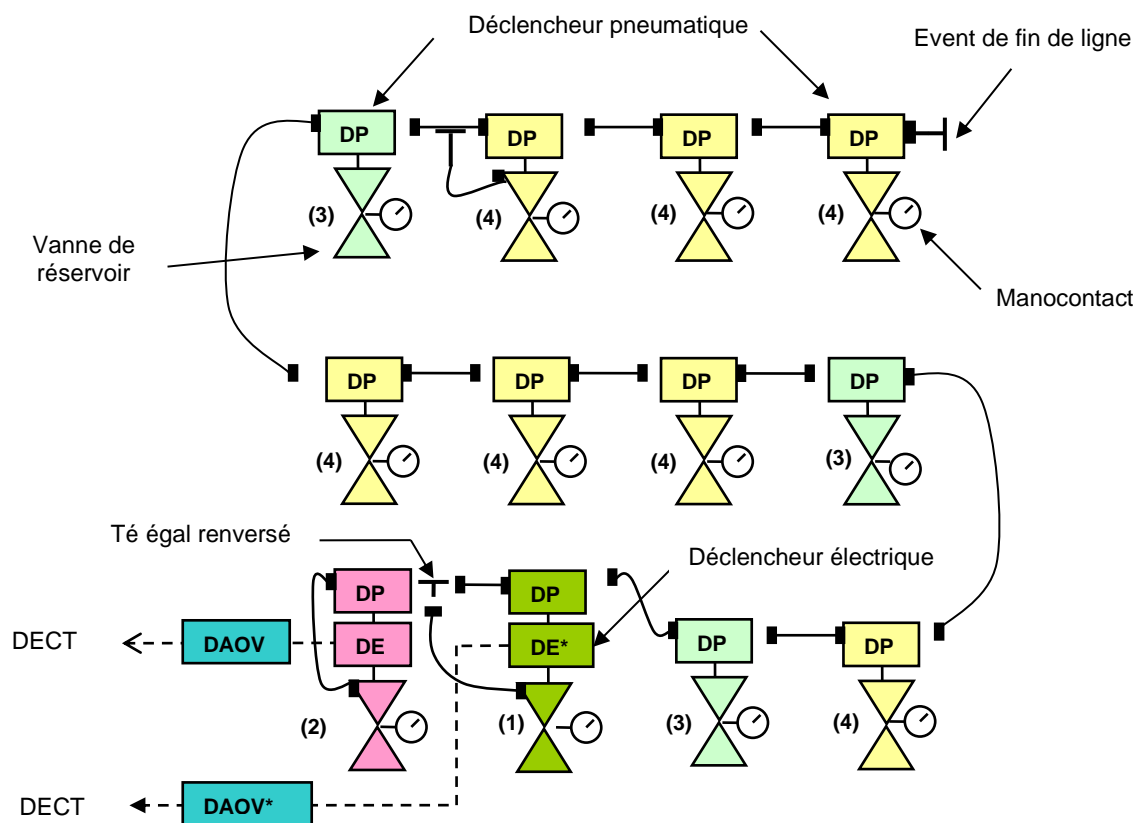 Déclencheur pneumatique
Event de fin de ligne
DP
DP
DP
DP
(3)
(4)
(4)
(4)
Vanne de
réservoir
Manocontact
DP
DP
DP
DP
(4)
(4)
(4)
(3)
Té égal renversé
Déclencheur électrique
DP
DP
DECT
DAOV
DE
DE*
DP
DP
(2)
(1)
(3)
(4)
DECT
DAOV*